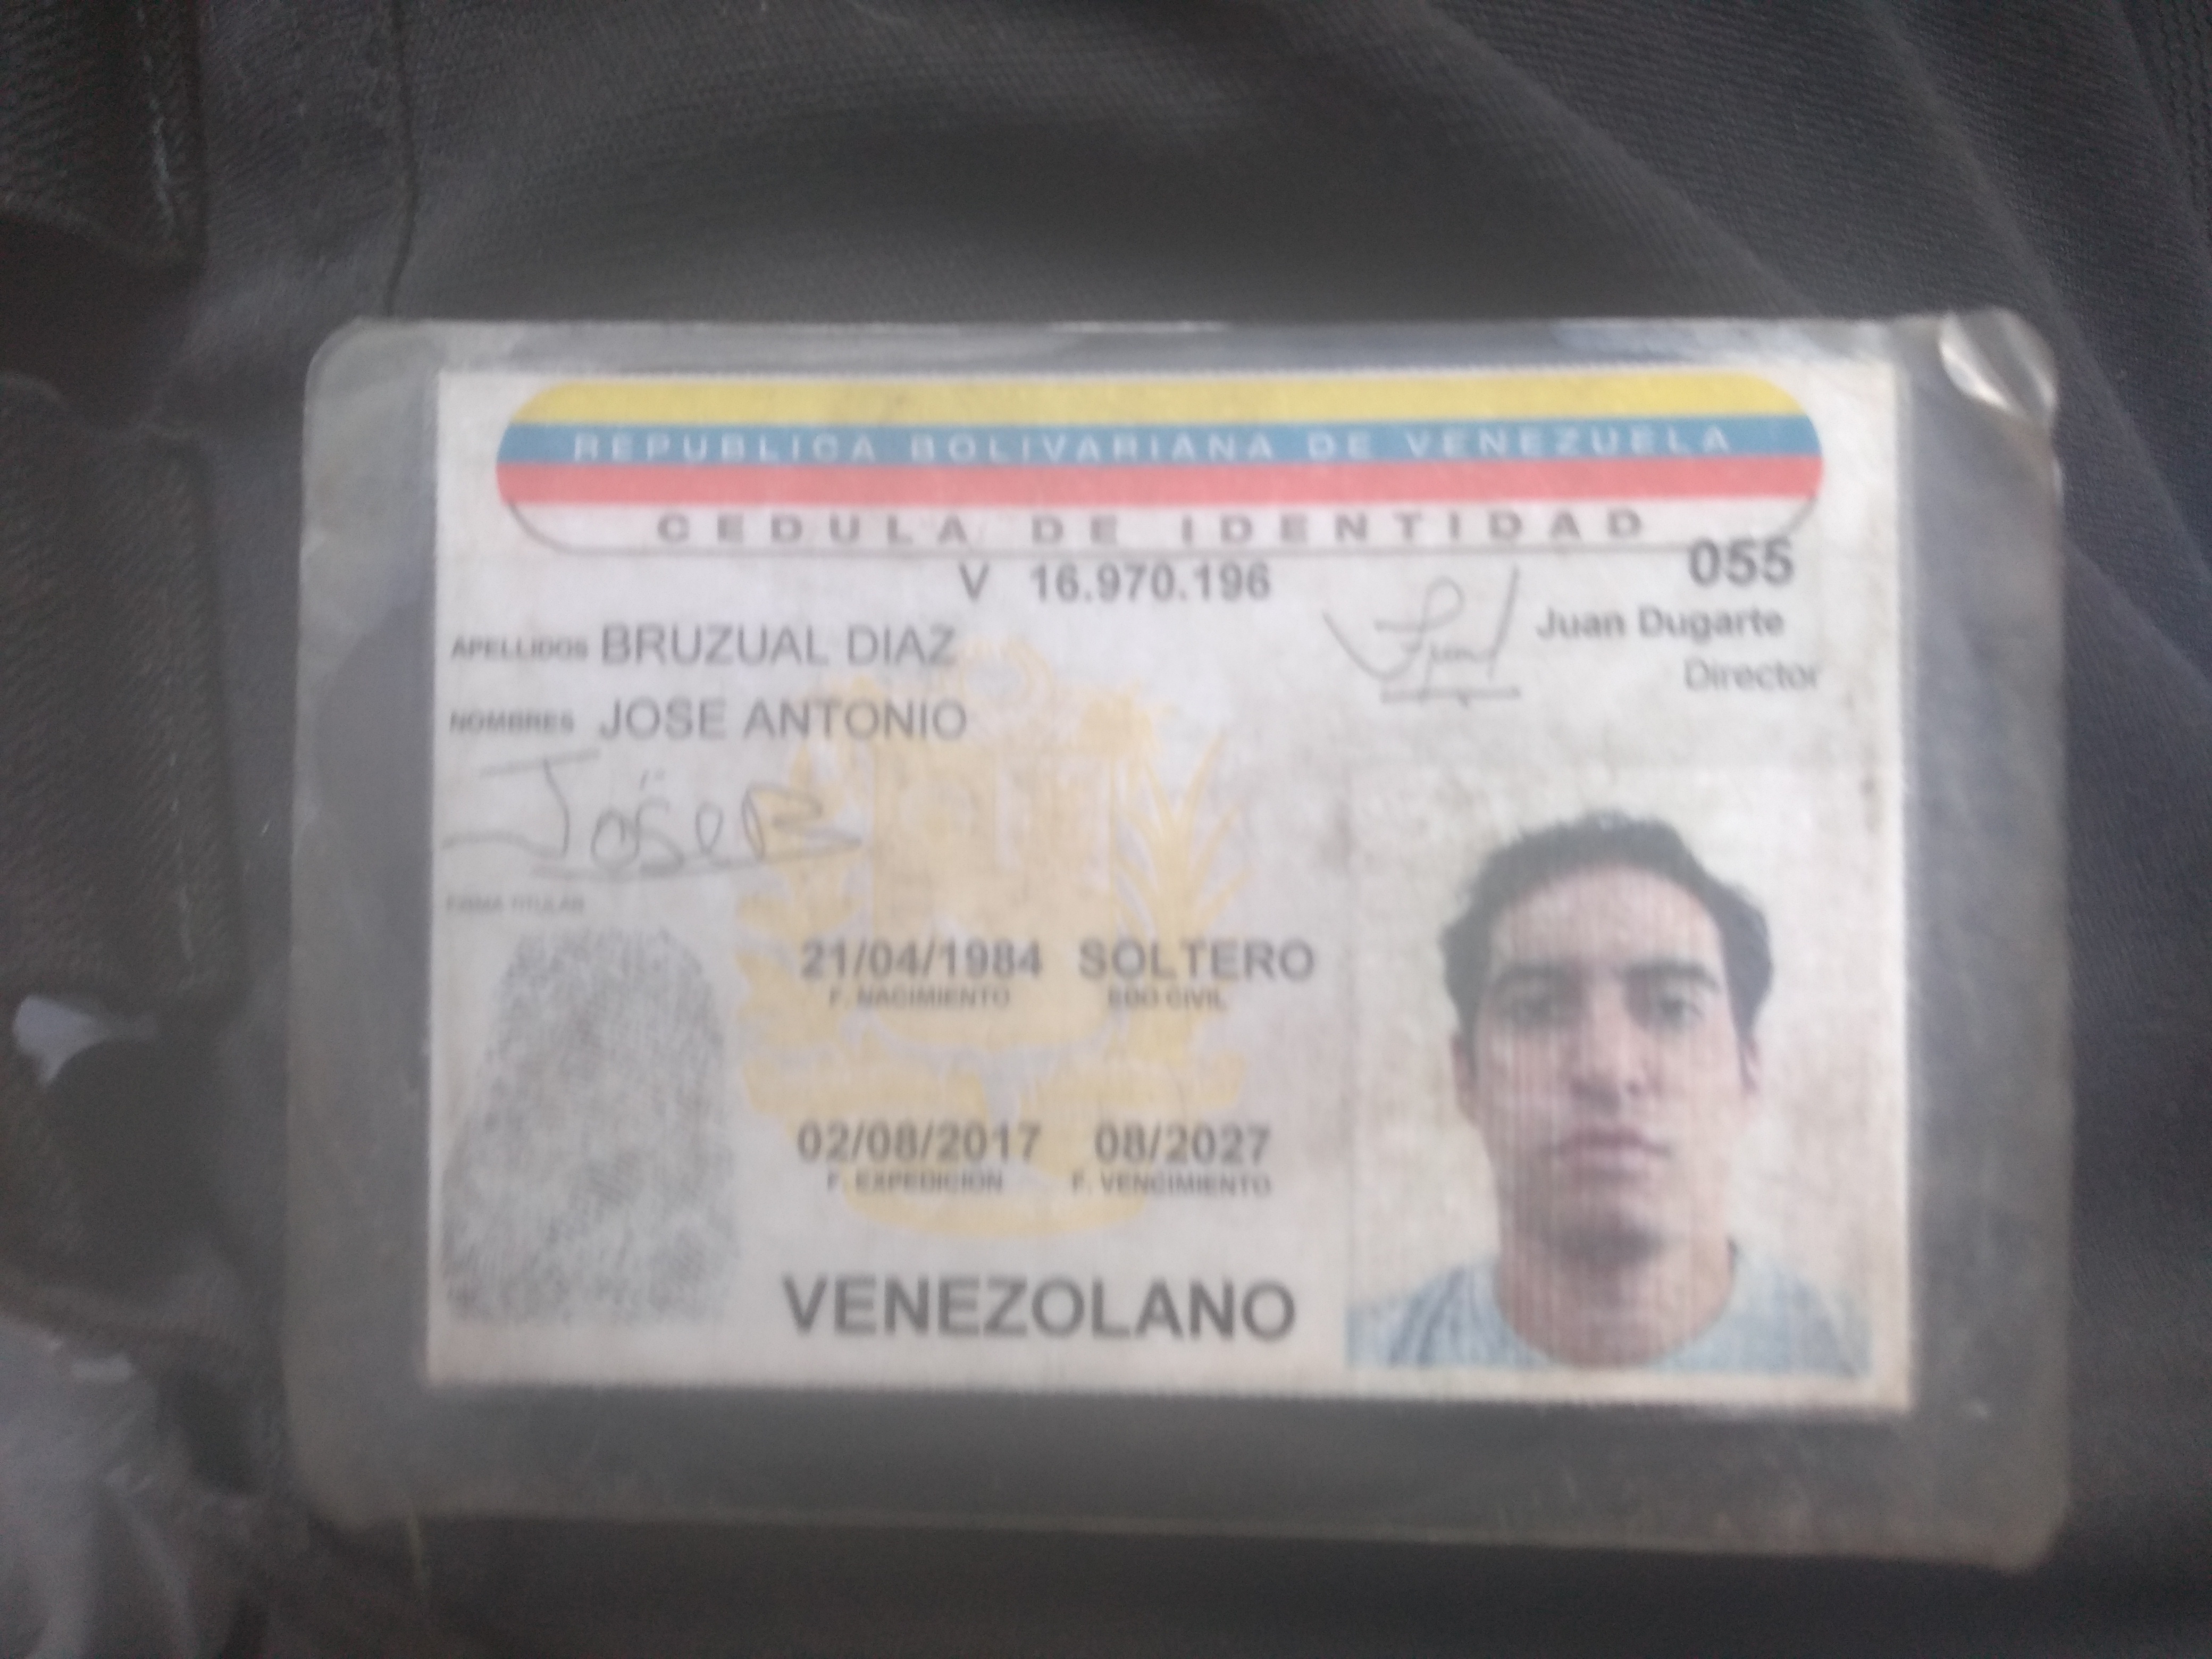 REPUBLICA BOLIVARIANA DE VENEZUELA
CEDULA DE IDENTIDAD
055
V 16.970.196
Juan Dugarte
Director
APELLIDOS BRUZUAL DIAZ
NOMBRES JOSE ANTONIO
Jose B
FIRMA TITULAR
21/04/1984 SOLTERO
F. NACIMIENTO EDO CIVIL
02/08/2017 08/2027
F. EXPEDICION F. VENCIMIENTO
VENEZOLANO